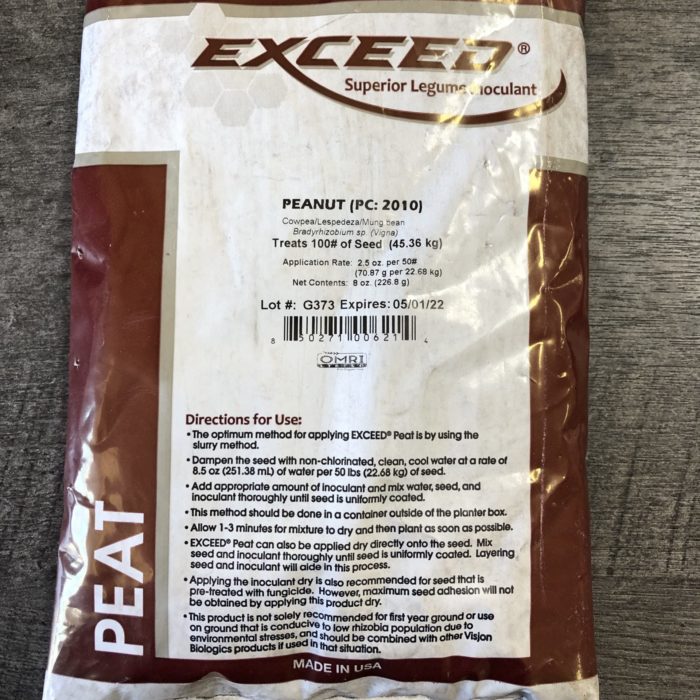 EXCEED®
Superior Legume Inoculant
PEANUT (PC: 2010)
Cowpea/Lespedeza/Mung bean
Bradyrhizobium sp. (Vigna)
Treats 100# of Seed (45.36 kg)
Application Rate: 2.5 oz. per 50#
(70.87 g per 22.68 kg)
Net Contents: 8 oz. (226.8 g)
Lot #: G373 Expires: 05/01/22
8 50271 00621 4
OMRI
LISTED
Directions for Use:
• The optimum method for applying EXCEED® Peat is by using the
slurry method.
• Dampen the seed with non-chlorinated, clean, cool water at a rate of
8.5 oz (251.38 mL) of water per 50 lbs (22.68 kg) of seed.
• Add appropriate amount of inoculant and mix water, seed, and
inoculant thoroughly until seed is uniformly coated.
• This method should be done in a container outside of the planter box.
• Allow 1-3 minutes for mixture to dry and then plant as soon as possible.
• EXCEED® Peat can also be applied dry directly onto the seed. Mix
seed and inoculant thoroughly until seed is uniformly coated. Layering
seed and inoculant will aide in this process.
• Applying the inoculant dry is also recommended for seed that is
pre-treated with fungicide. However, maximum seed adhesion will not
be obtained by applying this product dry.
• This product is not solely recommended for first year ground or use
on ground that is conducive to low rhizobia population due to
environmental stresses, and should be combined with other Visjon
Biologics products if used in that situation.
PEAT
MADE IN USA